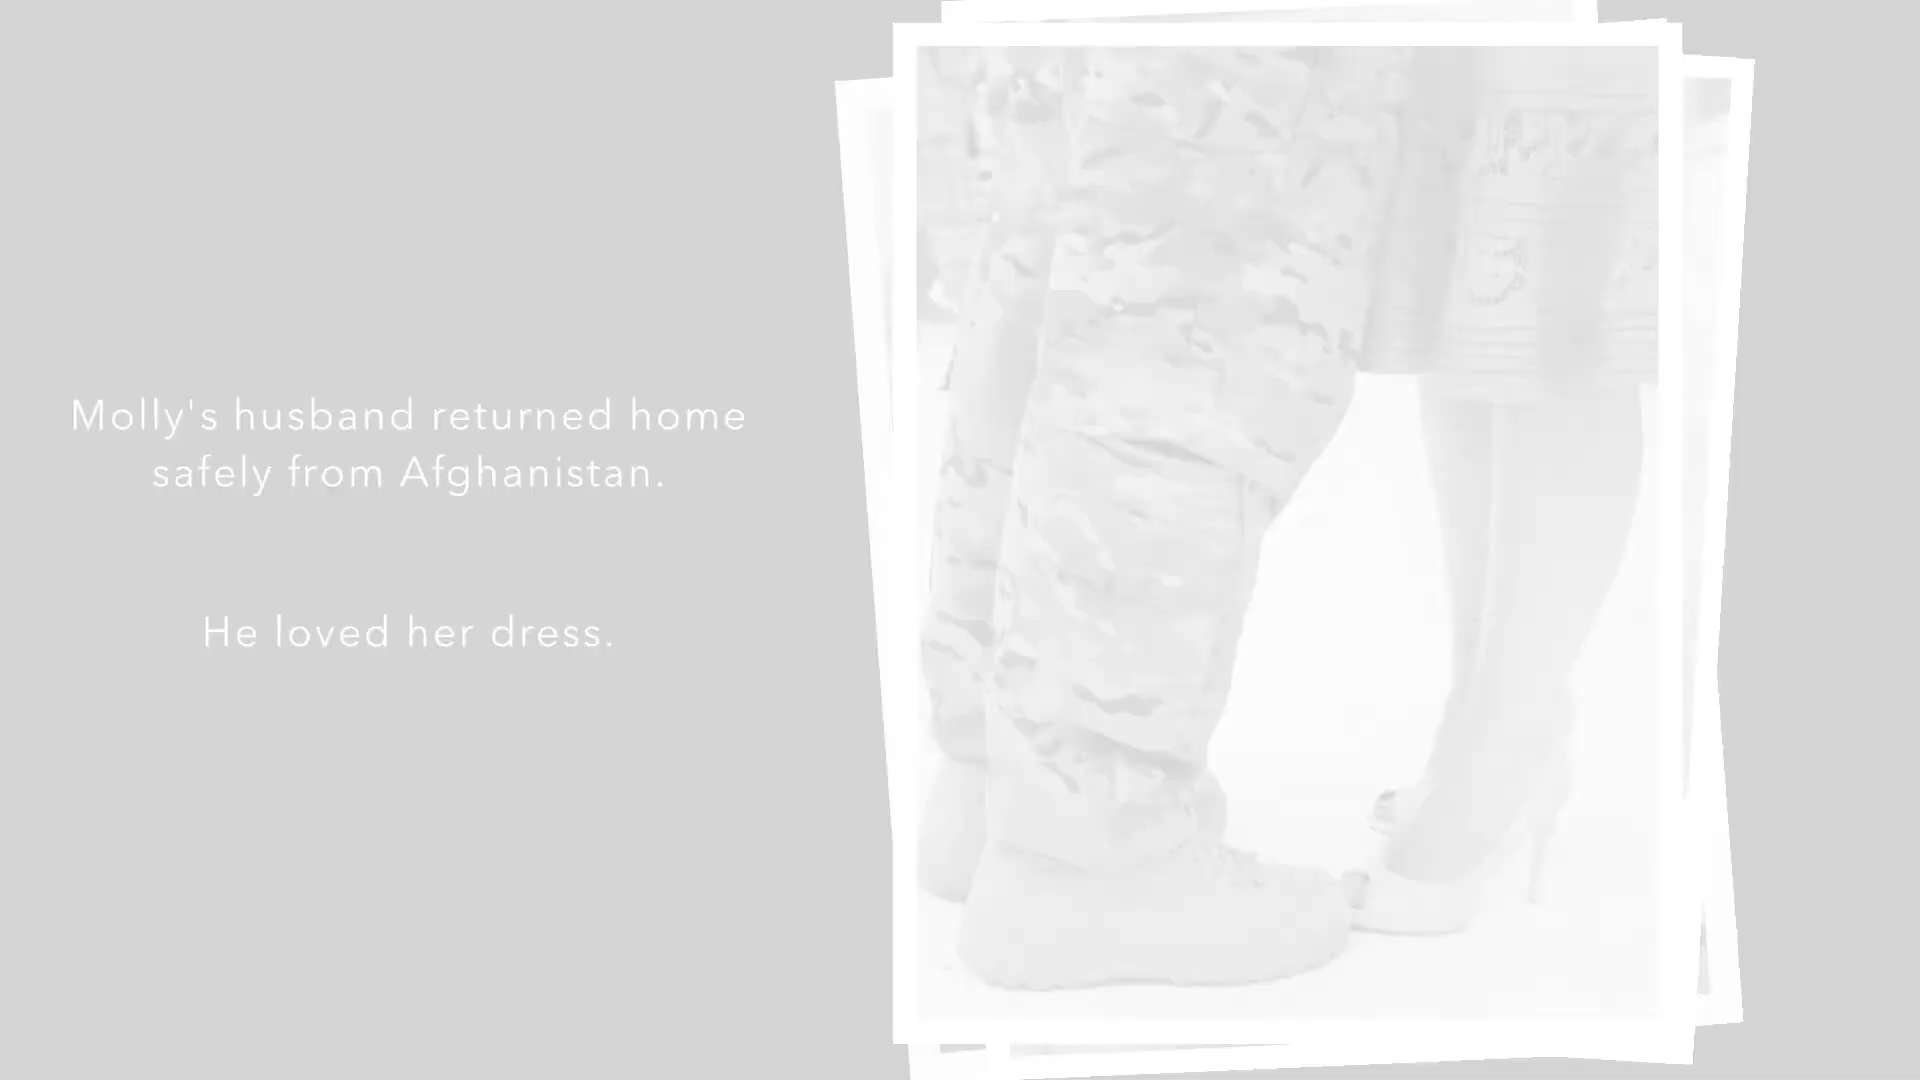 Molly's husband returned home
safely from Afghanistan.
He loved her dress.